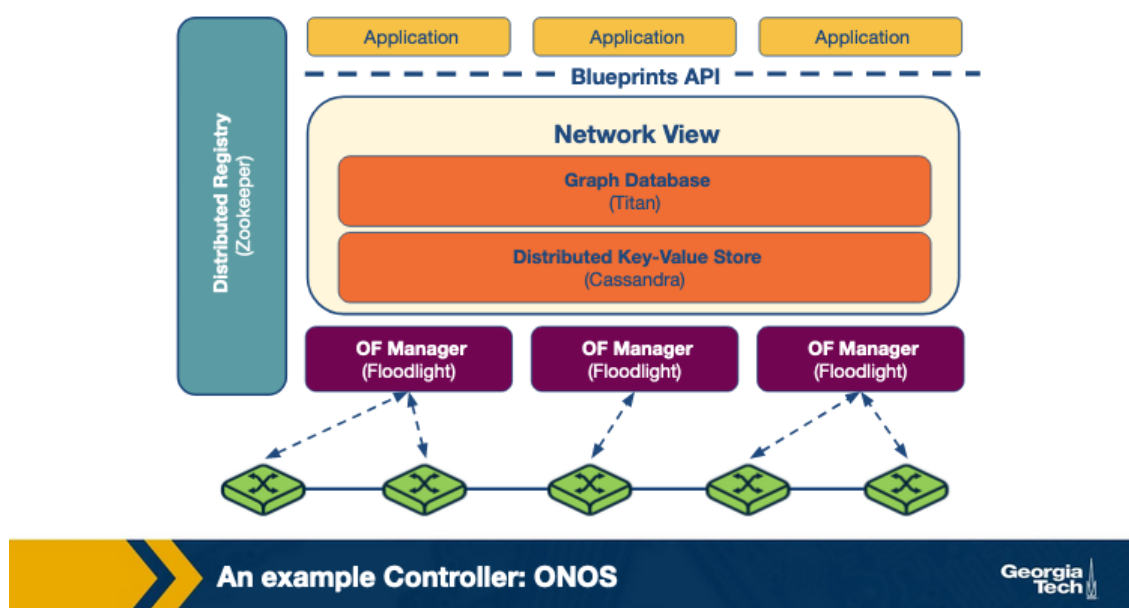 Distributed Registry
(Zookeeper)
Application
Application
Application
Blueprints API
Network View
Graph Database
(Titan)
Distributed Key-Value Store
(Cassandra)
OF Manager
(Floodlight)
OF Manager
(Floodlight)
OF Manager
(Floodlight)
An example Controller: ONOS
Georgia
Tech